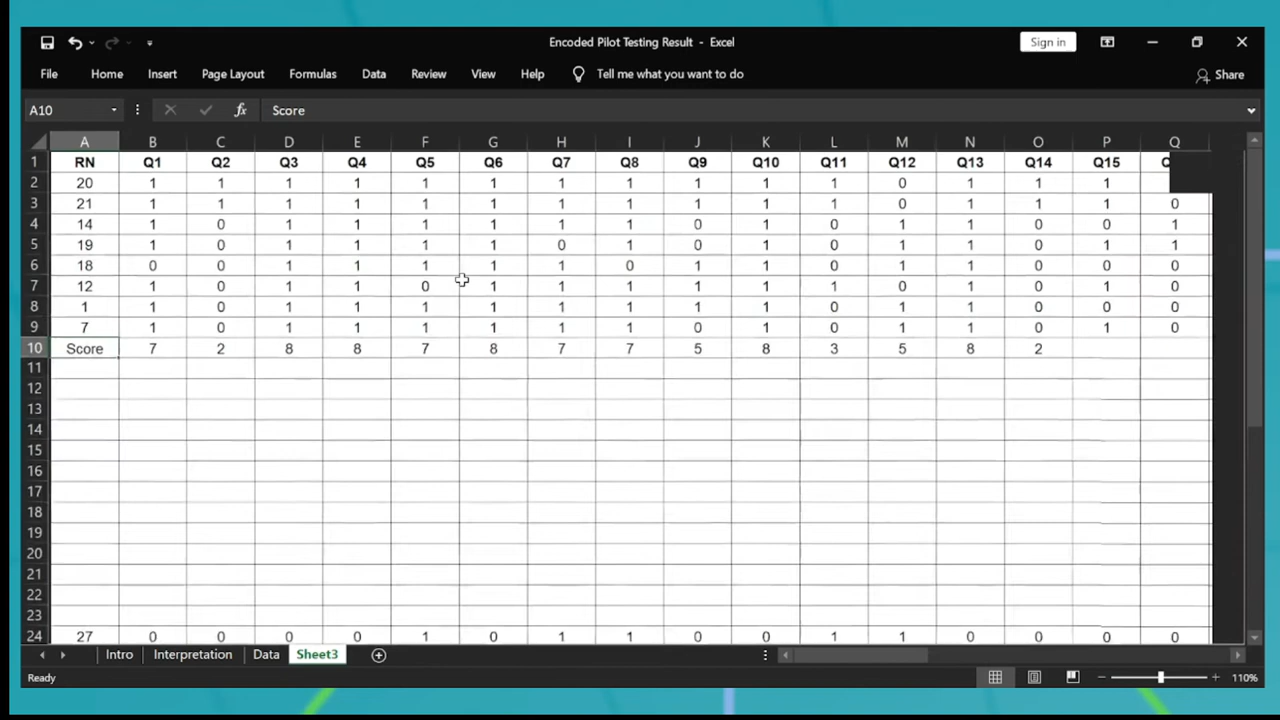 Encoded Pilot Testing Result - Excel Sign in
File Home Insert Page Layout Formulas Data Review View Help Tell me what you want to do Share
A10 fx Score
A B C D E F G H I J K L M N O P Q
1 RN Q1 Q2 Q3 Q4 Q5 Q6 Q7 Q8 Q9 Q10 Q11 Q12 Q13 Q14 Q15
2 20 1 1 1 1 1 1 1 1 1 1 1 0 1 1 1
3 21 1 1 1 1 1 1 1 1 1 1 1 0 1 1 1 0
4 14 1 0 1 1 1 1 1 1 0 1 0 1 1 0 0 1
5 19 1 0 1 1 1 1 0 1 0 1 0 1 1 0 1 1
6 18 0 0 1 1 1 1 1 0 1 1 0 1 1 0 0 0
7 12 1 0 1 1 0 1 1 1 1 1 1 0 1 0 1 0
8 1 1 0 1 1 1 1 1 1 1 1 0 1 1 0 0 0
9 7 1 0 1 1 1 1 1 1 0 1 0 1 1 0 1 0
10 Score 7 2 8 8 7 8 7 7 5 8 3 5 8 2
11
12
13
14
15
16
17
18
19
20
21
22
23
24 27 0 0 0 0 1 0 1 1 0 0 1 1 0 0 0 0
Intro Interpretation Data Sheet3
Ready 110%